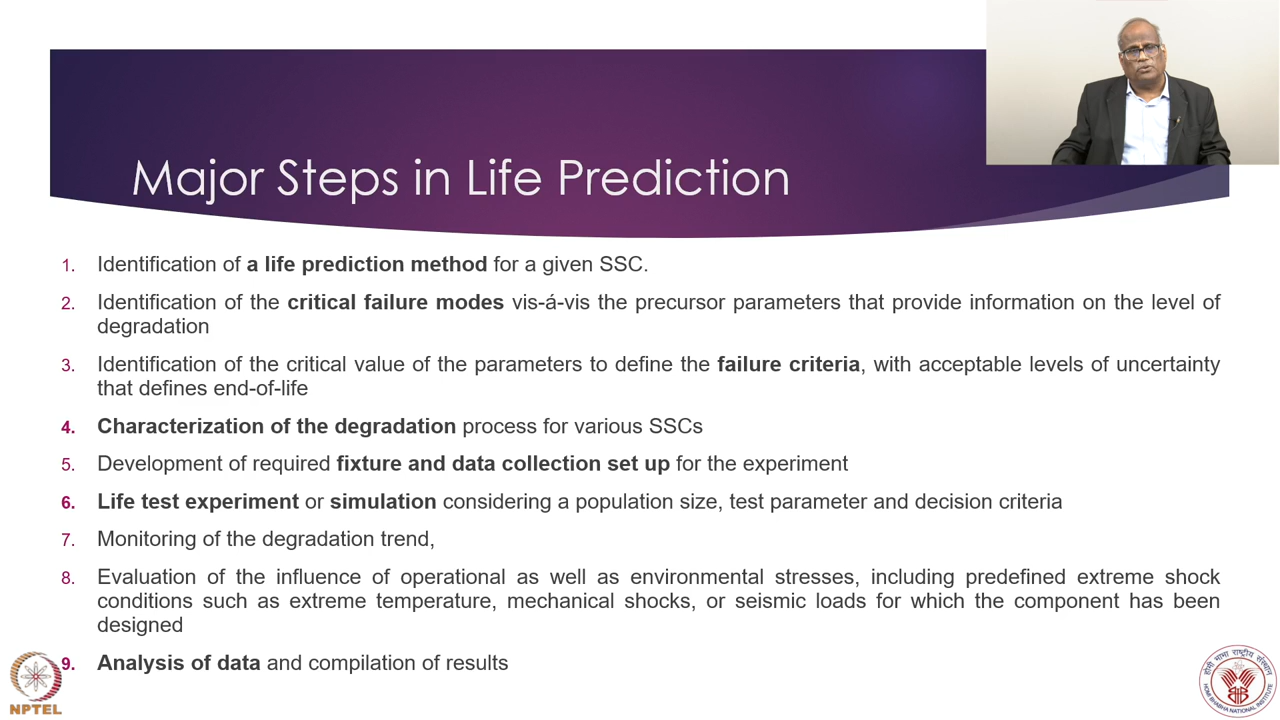 Major Steps in Life Prediction
1. Identification of a life prediction method for a given SSC.
2. Identification of the critical failure modes vis-á-vis the precursor parameters that provide information on the level of
degradation
3. Identification of the critical value of the parameters to define the failure criteria, with acceptable levels of uncertainty
that defines end-of-life
4. Characterization of the degradation process for various SSCs
5. Development of required fixture and data collection set up for the experiment
6. Life test experiment or simulation considering a population size, test parameter and decision criteria
7. Monitoring of the degradation trend,
8. Evaluation of the influence of operational as well as environmental stresses, including predefined extreme shock
conditions such as extreme temperature, mechanical shocks, or seismic loads for which the component has been
designed
9. Analysis of data and compilation of results
NPTEL
होमी भाभा राष्ट्रीय संस्थान
HOMI BHABHA NATIONAL INSTITUTE